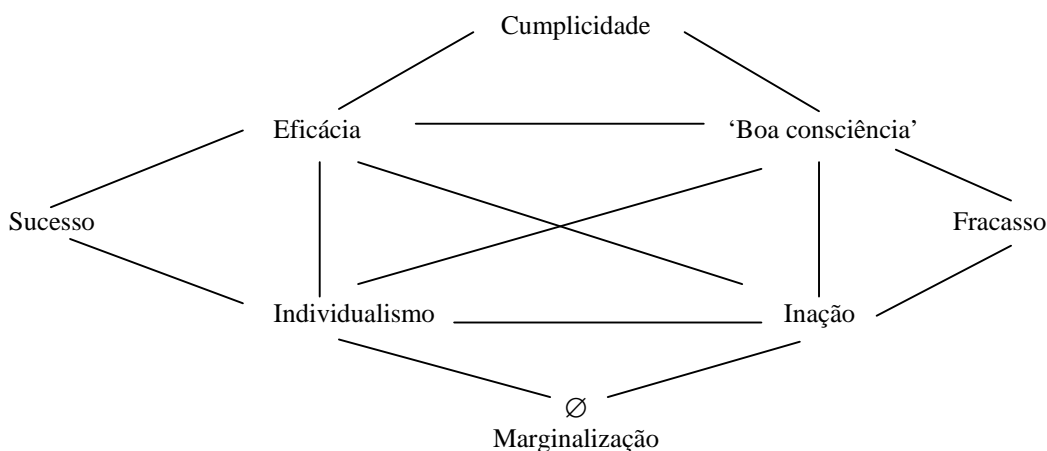 Cumplicidade
Eficácia ‘Boa consciência’
Sucesso Fracasso
Individualismo Inação
∅
Marginalização